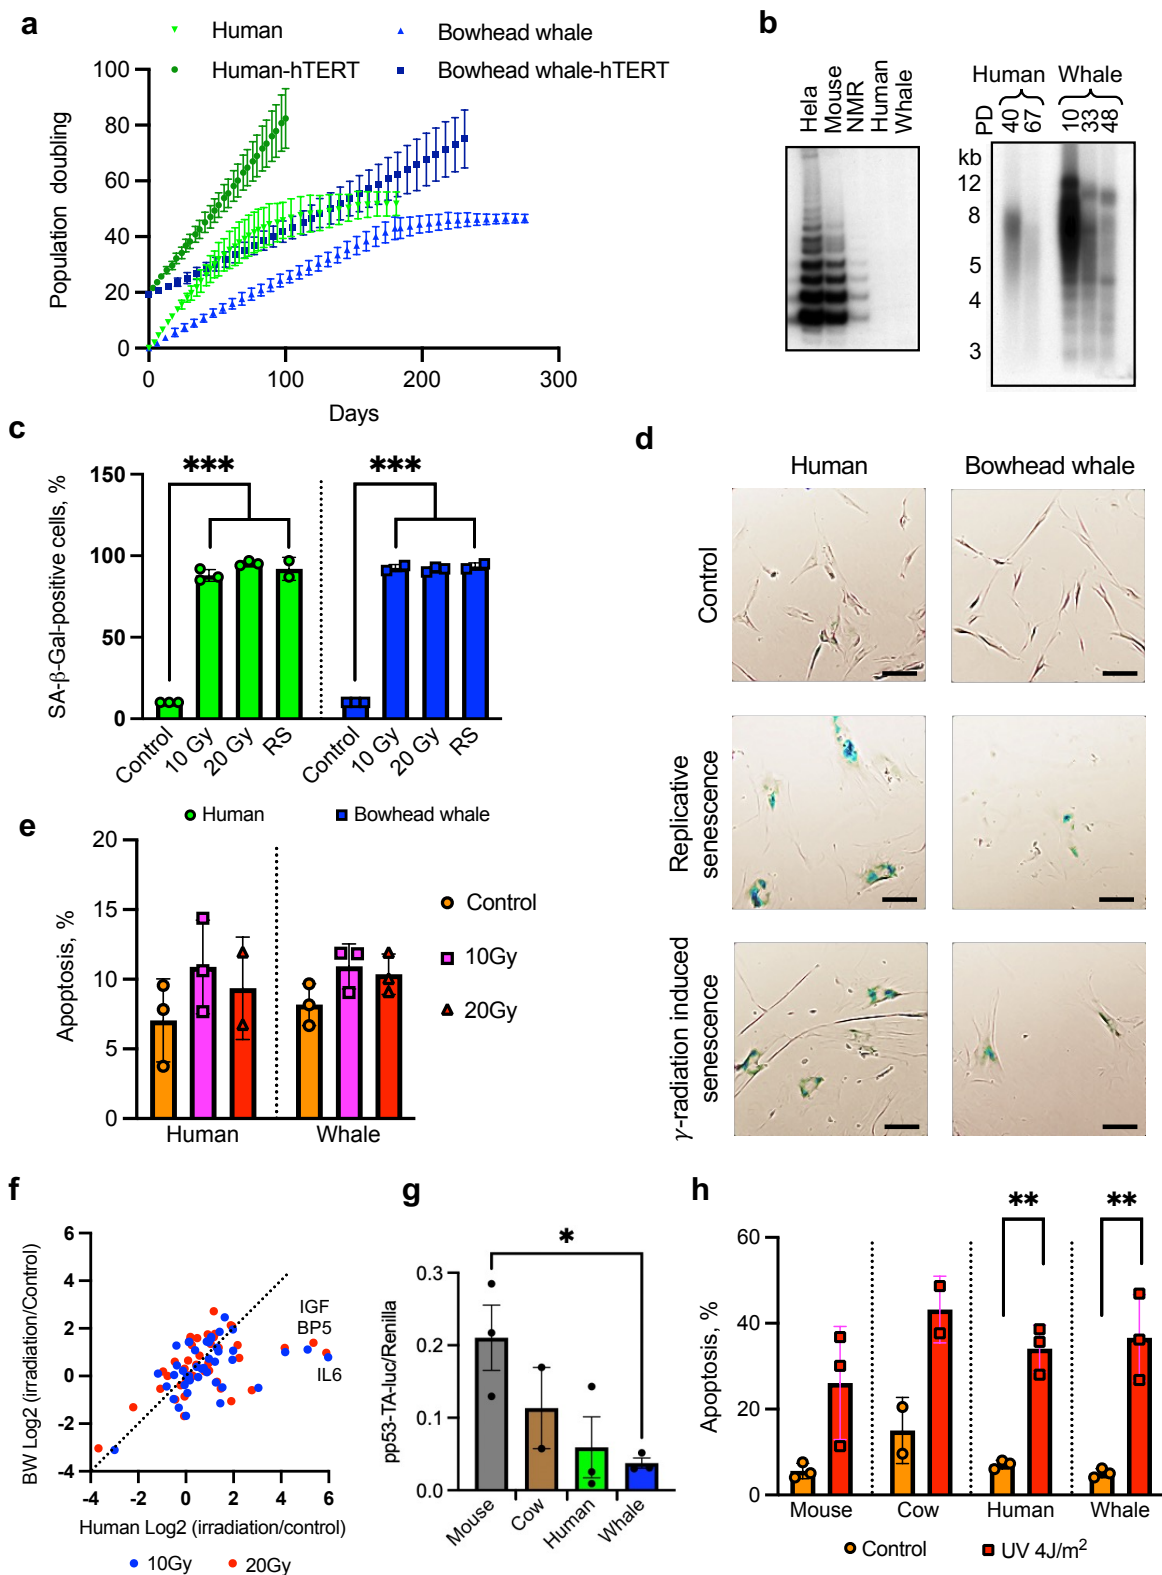 a
Human
Bowhead whale
Human-hTERT
Bowhead whale-hTERT
Population doubling
100
80
60
40
20
0
0 100 200 300
Days
b
Hela
Mouse
NMR
Human
Whale
Human Whale
PD 40 67 10 33 48
kb
12
8
5
4
3
c
SA-β-Gal-positive cells, %
150
100
50
0
*** ***
Control 10 Gy 20 Gy RS Control 10 Gy 20 Gy RS
Human Bowhead whale
d
Human Bowhead whale
Control
Replicative
senescence
γ-radiation induced
senescence
e
Apoptosis, %
20
15
10
5
0
Human Whale
Control
10Gy
20Gy
f
BW Log2 (irradiation/Control)
6
4
2
0
-2
-4
IGF
BP5
IL6
-4 -2 0 2 4 6
Human Log2 (irradiation/control)
10Gy 20Gy
g
pp53-TA-luc/Renilla
0.3
0.2
0.1
0.0
*
Mouse Cow Human Whale
h
Apoptosis, %
60
40
20
0
** **
Mouse Cow Human Whale
Control UV 4J/m²